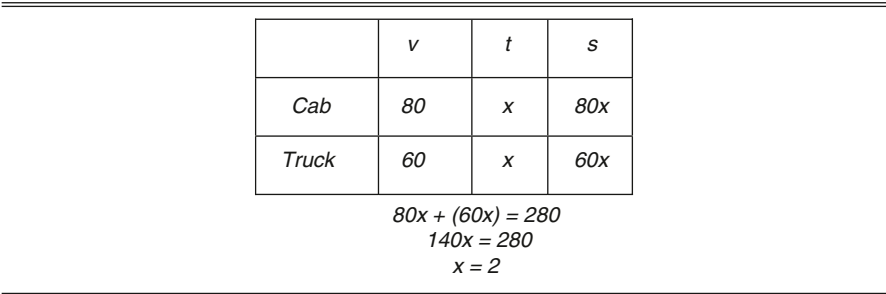 v t s
Cab 80 x 80x
Truck 60 x 60x
80x + (60x) = 280
140x = 280
x = 2